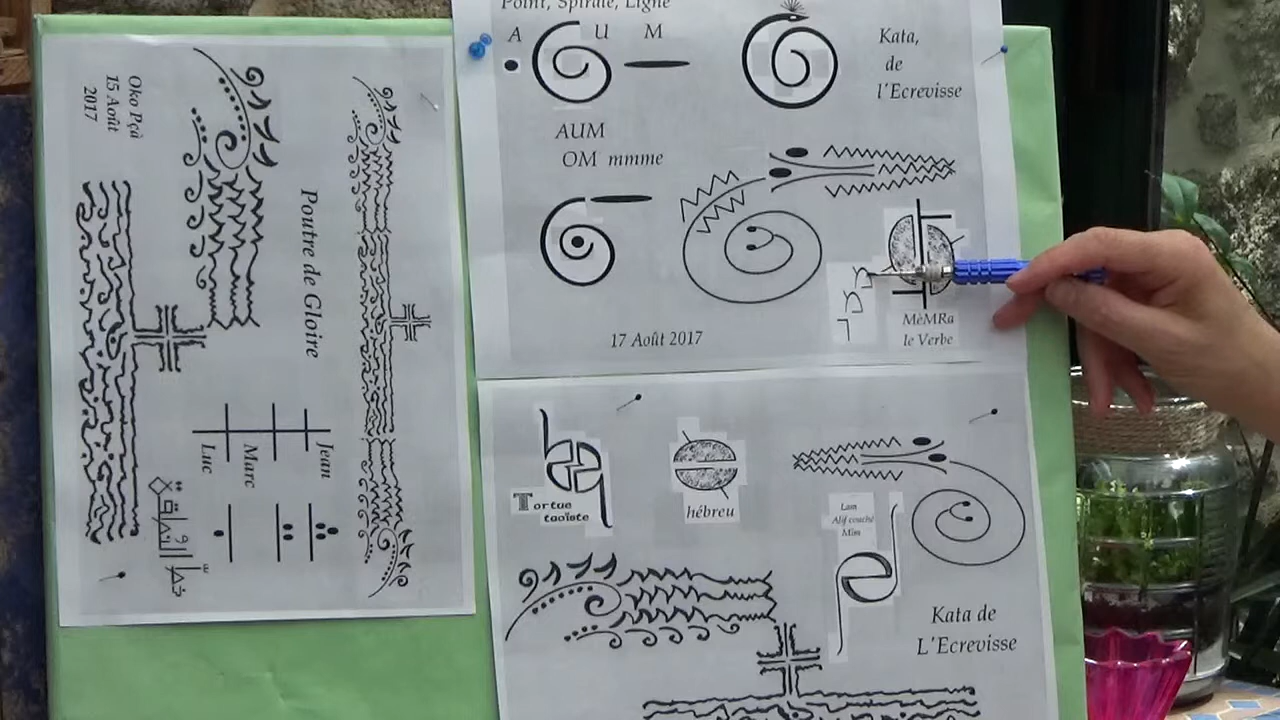 Point, Spirale, Ligne
A U M
Kata,
de
l'Ecrevisse
AUM
OM mmme
17 Août 2017
MèMRa
le Verbe
Oko Pçà
15 Août
2017
Poutre de Gloire
Jean
Marc
Luc
Tortue
taoïste
hébreu
Lam
Alif couché
Mim
Kata de
L'Ecrevisse